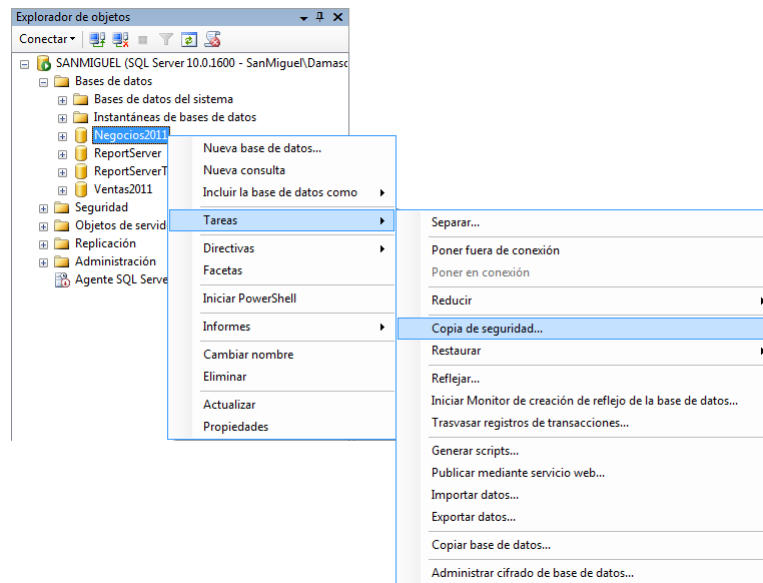 Explorador de objetos
Conectar
SANMIGUEL (SQL Server 10.0.1600 - SanMiguel\Damasc
Bases de datos
Bases de datos del sistema
Instantáneas de bases de datos
Negocios2011
ReportServer
ReportServerT
Ventas2011
Seguridad
Objetos de servid
Replicación
Administración
Agente SQL Serve
Nueva base de datos...
Nueva consulta
Incluir la base de datos como
Tareas
Directivas
Facetas
Iniciar PowerShell
Informes
Cambiar nombre
Eliminar
Actualizar
Propiedades
Separar...
Poner fuera de conexión
Poner en conexión
Reducir
Copia de seguridad...
Restaurar
Reflejar...
Iniciar Monitor de creación de reflejo de la base de datos...
Trasvasar registros de transacciones...
Generar scripts...
Publicar mediante servicio web...
Importar datos...
Exportar datos...
Copiar base de datos...
Administrar cifrado de base de datos...